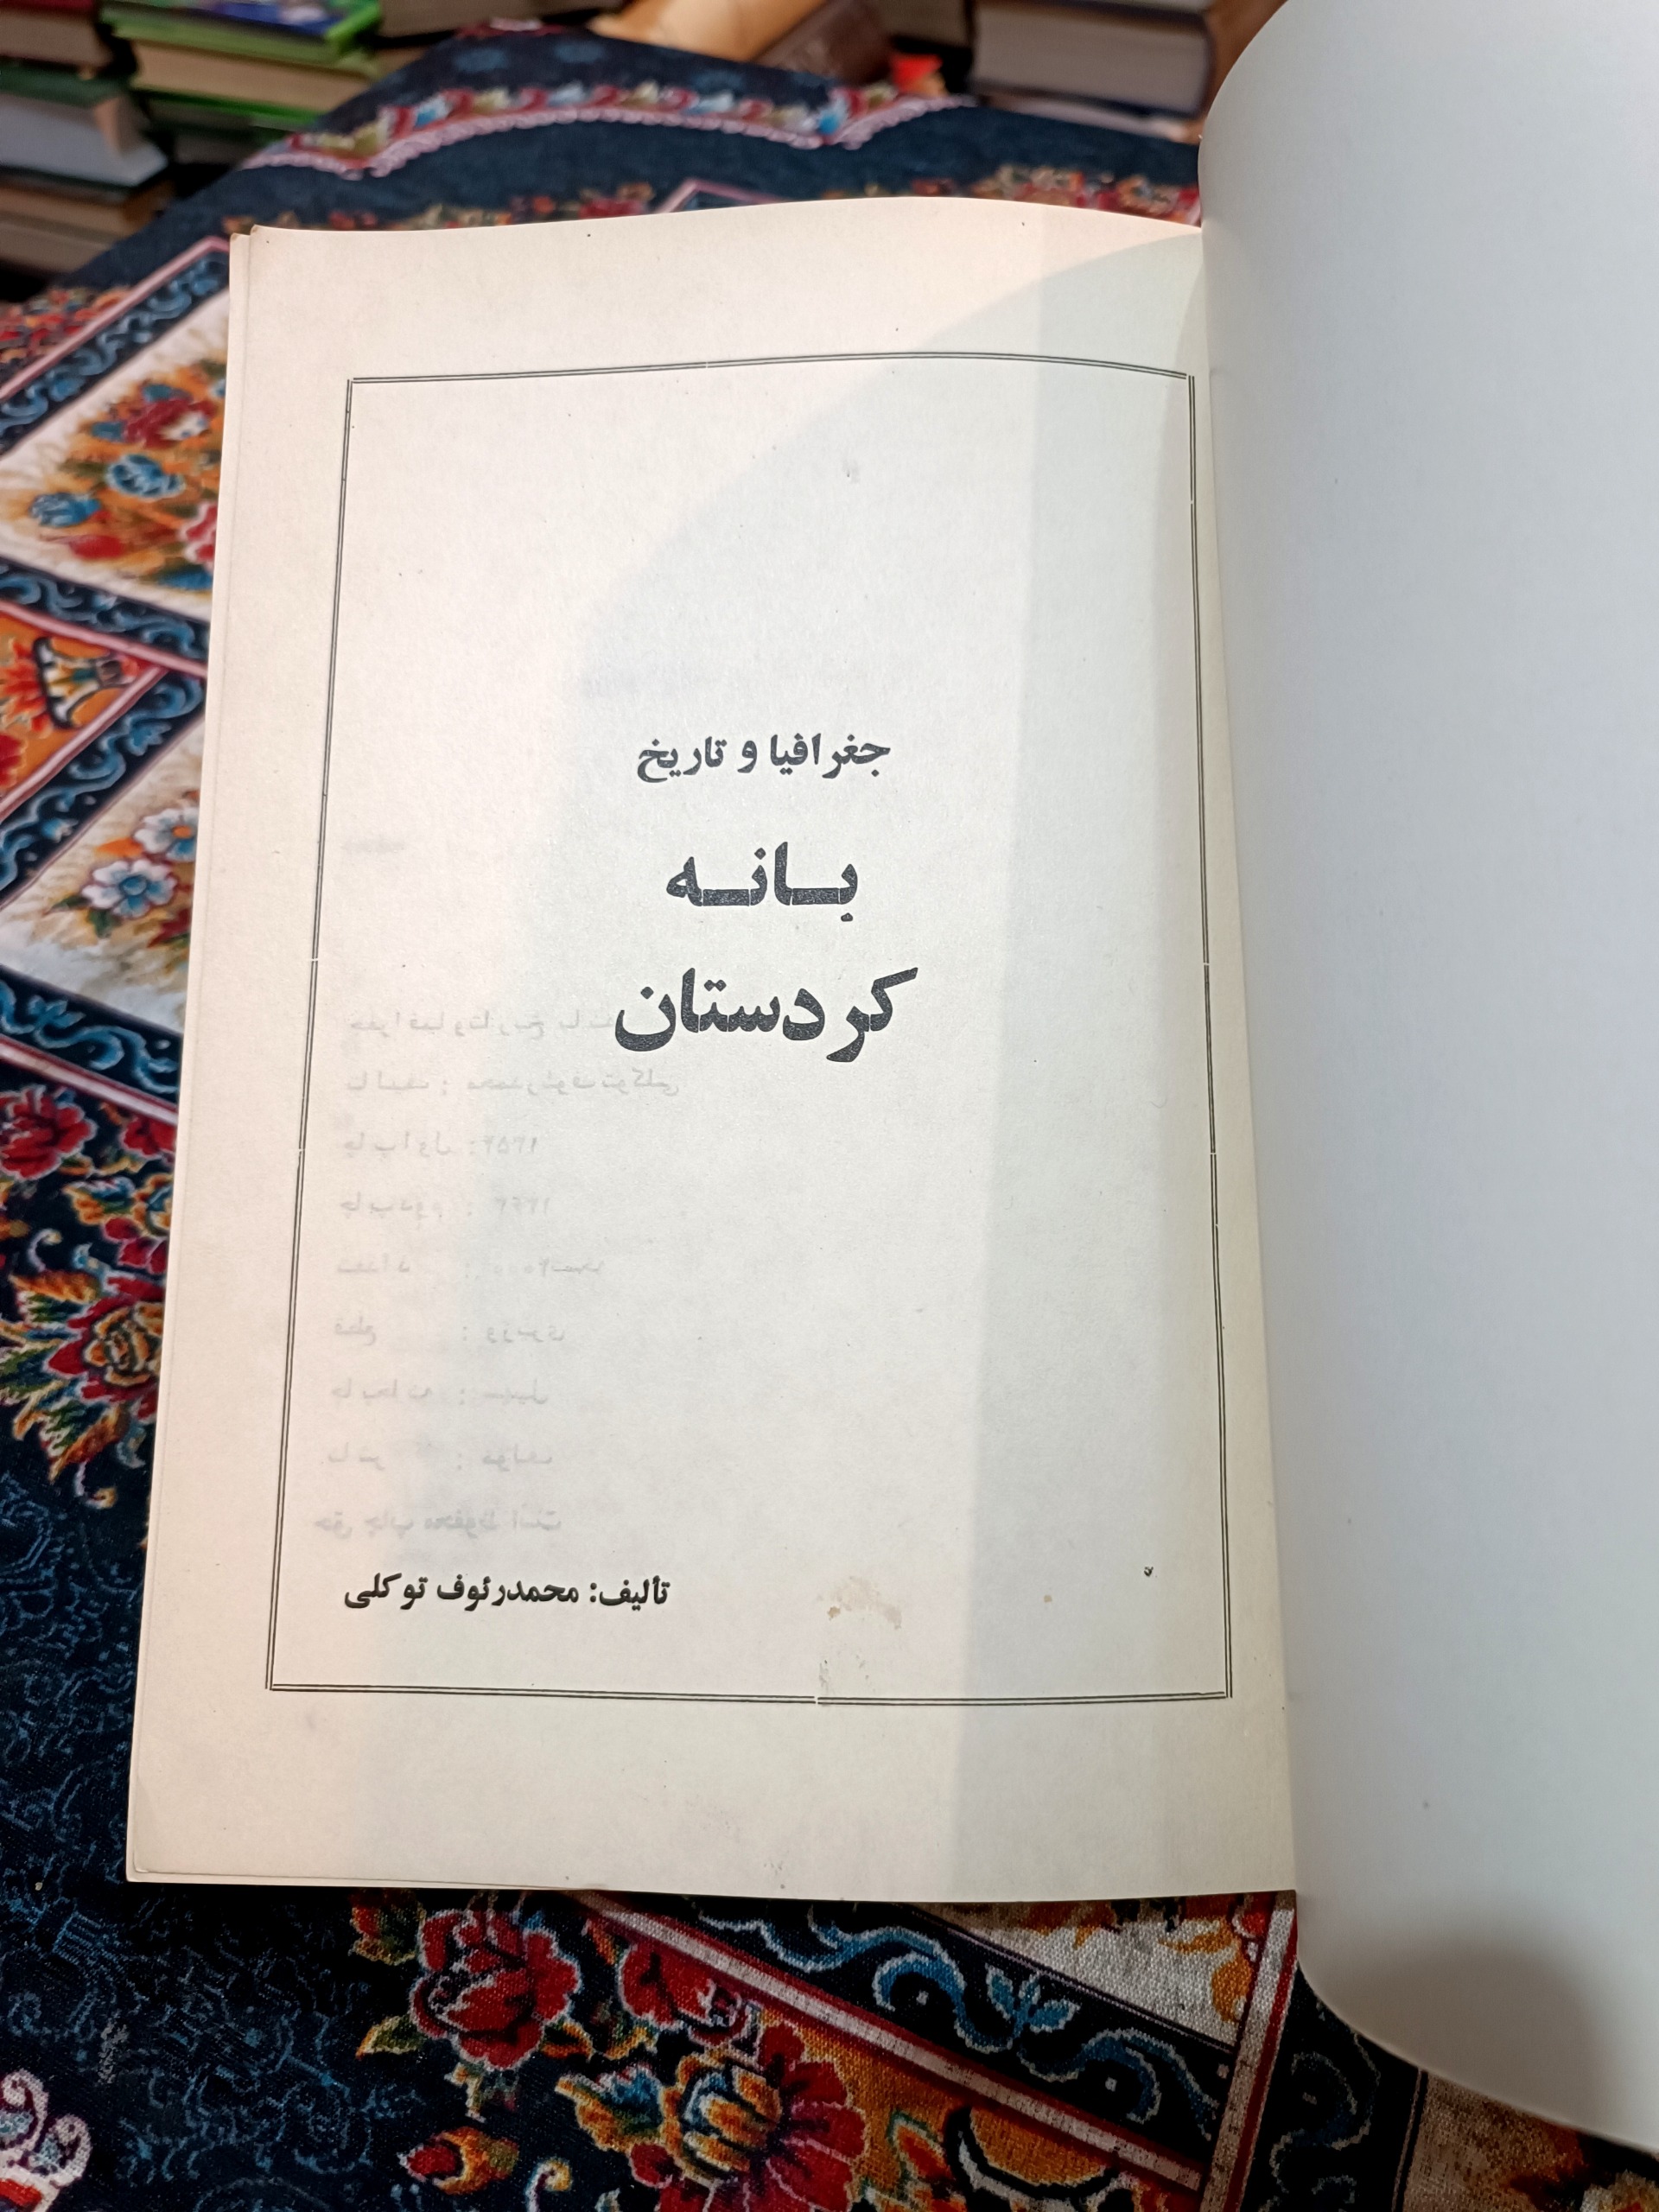 جغرافیا و تاریخ
بانه
کردستان
تألیف: محمدرئوف توکلی